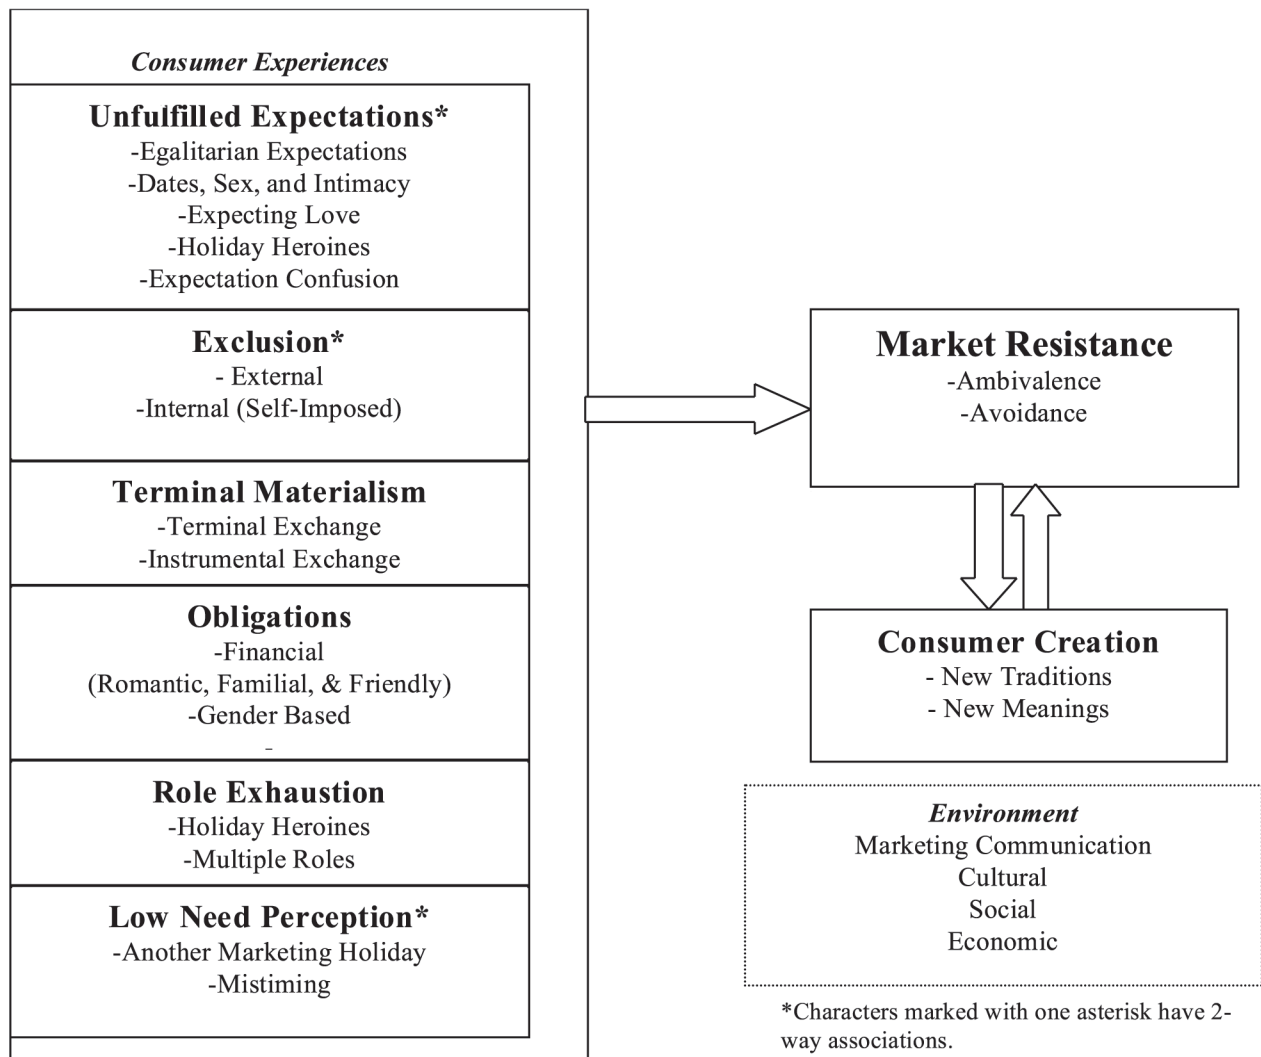 Consumer Experiences
Unfulfilled Expectations*
-Egalitarian Expectations
-Dates, Sex, and Intimacy
-Expecting Love
-Holiday Heroines
-Expectation Confusion
Exclusion*
- External
-Internal (Self-Imposed)
Terminal Materialism
-Terminal Exchange
-Instrumental Exchange
Obligations
-Financial
(Romantic, Familial, & Friendly)
-Gender Based
-
Role Exhaustion
-Holiday Heroines
-Multiple Roles
Low Need Perception*
-Another Marketing Holiday
-Mistiming
Market Resistance
-Ambivalence
-Avoidance
Consumer Creation
- New Traditions
- New Meanings
Environment
Marketing Communication
Cultural
Social
Economic
*Characters marked with one asterisk have 2-
way associations.